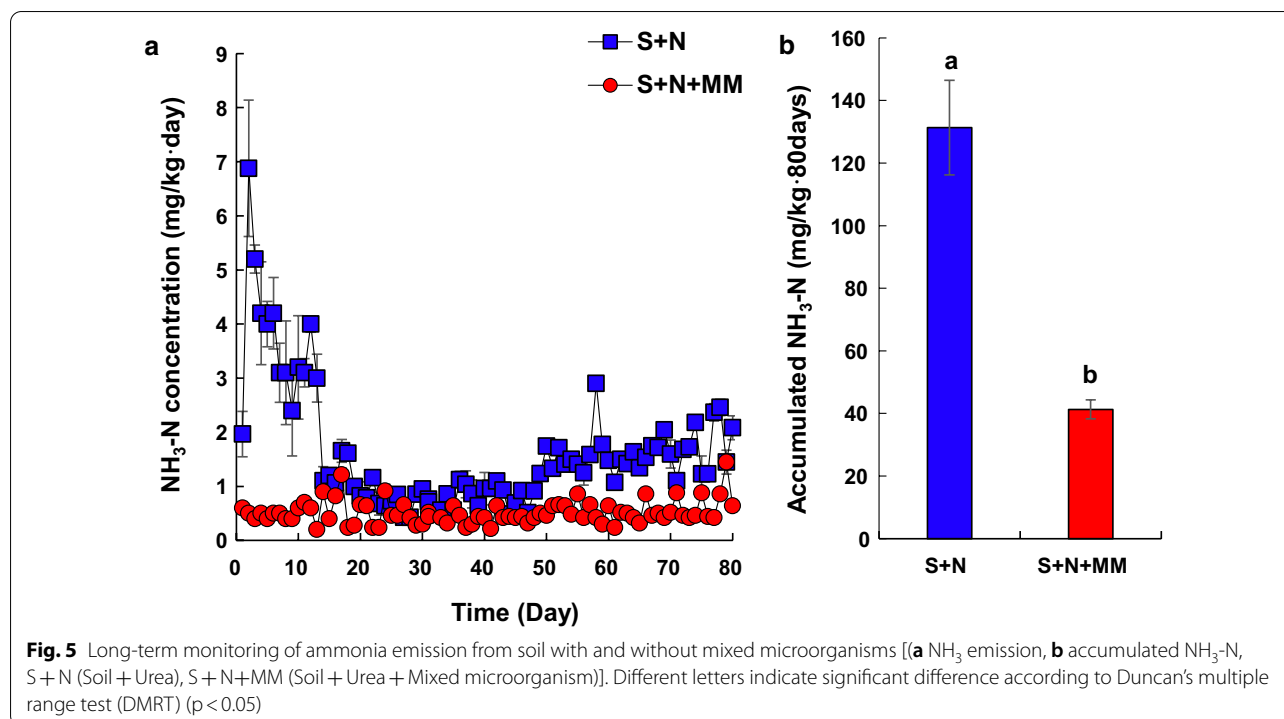 a
S+N
S+N+MM
NH₃-N concentration (mg/kg·day)
9
8
7
6
5
4
3
2
1
0
0 10 20 30 40 50 60 70 80
Time (Day)
b
Accumulated NH₃-N (mg/kg·80days)
160
140
120
100
80
60
40
20
0
a
b
S+N S+N+MM
Fig. 5 Long-term monitoring of ammonia emission from soil with and without mixed microorganisms [(a NH₃ emission, b accumulated NH₃-N,
S + N (Soil + Urea), S + N+MM (Soil + Urea + Mixed microorganism)]. Different letters indicate significant difference according to Duncan's multiple
range test (DMRT) (p < 0.05)